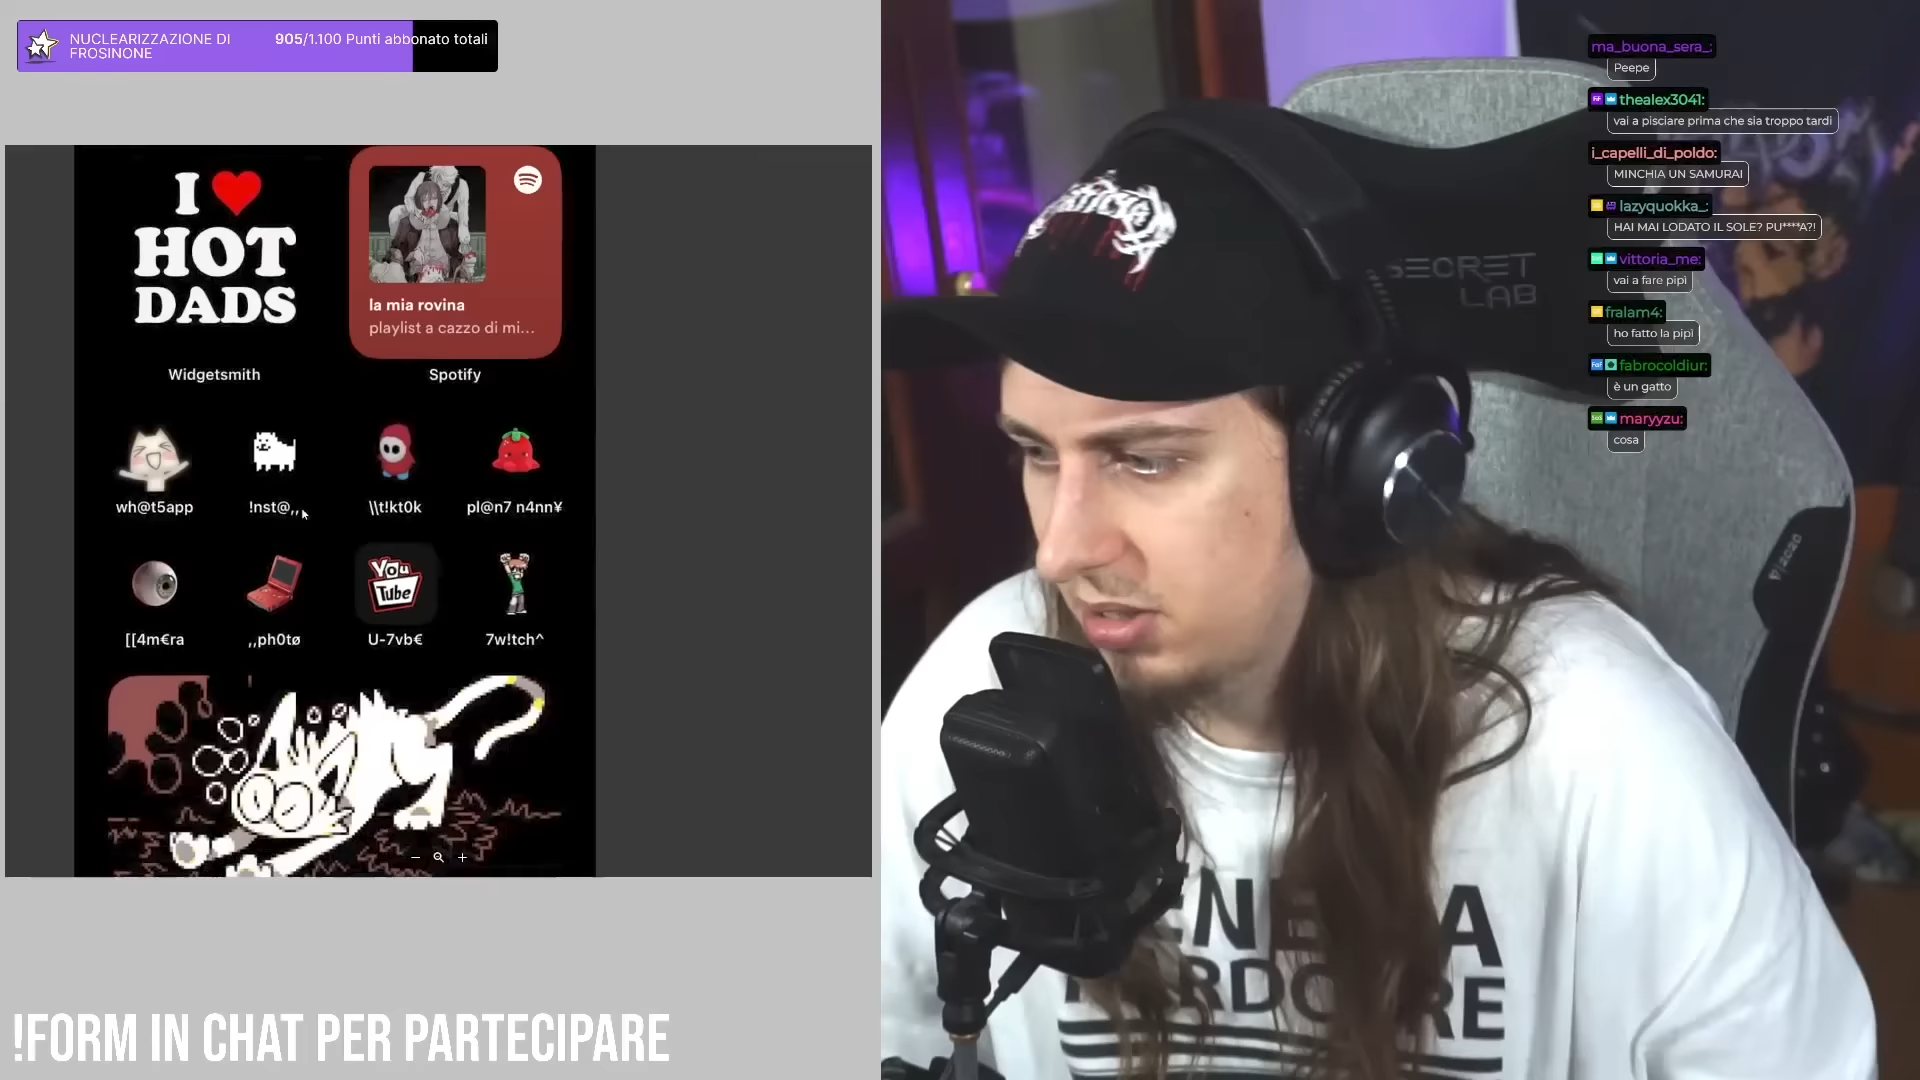 NUCLEARIZZAZIONE DI FROSINONE
905/1.100 Punti abbonato totali
I ❤ HOT DADS
la mia rovina
playlist a cazzo di mi...
Widgetsmith
Spotify
wh@t5app
!nst@,,
\\t!kt0k
pl@n7 n4nn¥
You Tube
[[4m€ra
,,ph0tø
U-7vb€
7w!tch^
!FORM IN CHAT PER PARTECIPARE
SECRET LAB
ma_buona_sera_:
Peepe
thealex3041:
vai a pisciare prima che sia troppo tardi
i_capelli_di_poldo:
MINCHIA UN SAMURAI
lazyquokka_:
HAI MAI LODATO IL SOLE? PU****A?!
vittoria_me:
vai a fare pipì
fralam4:
ho fatto la pipì
fabrocoldiur:
è un gatto
maryyzu:
cosa